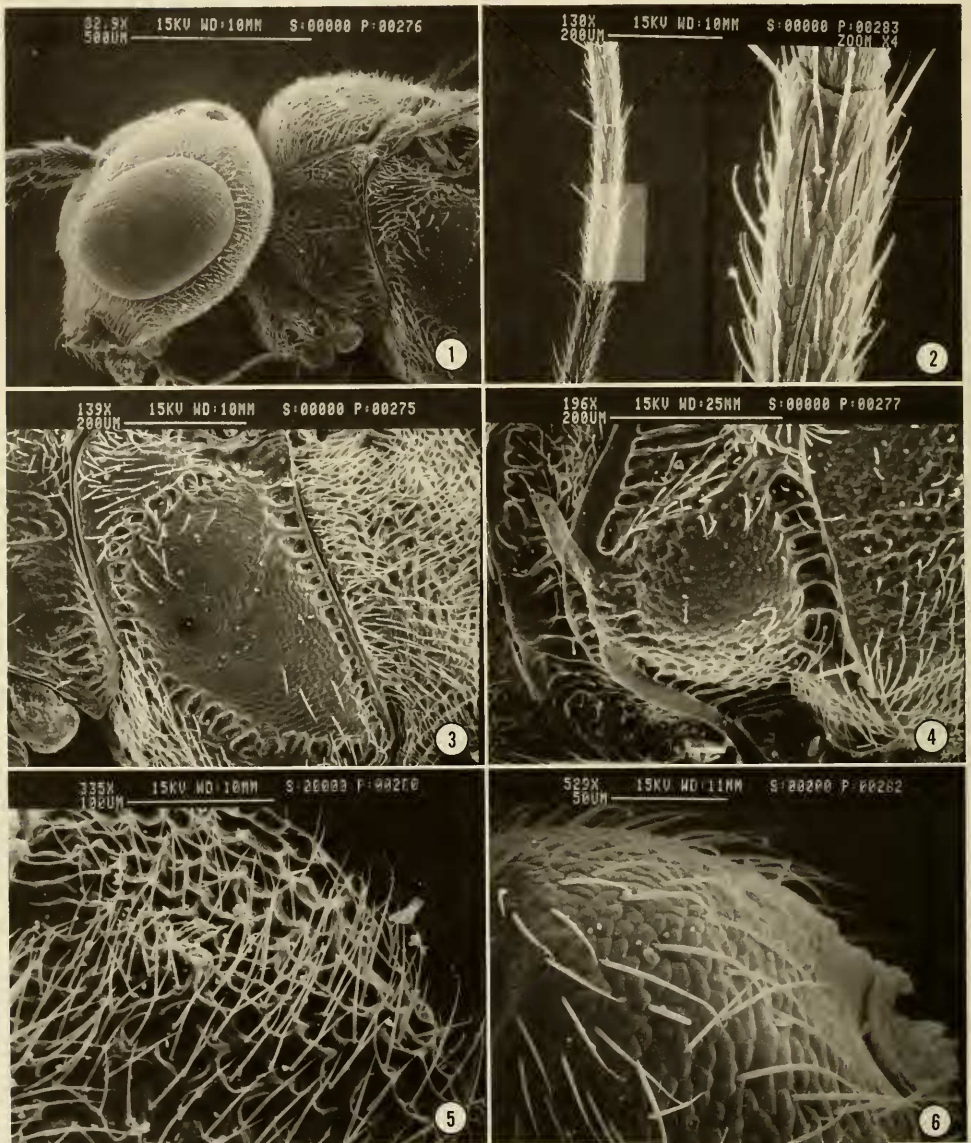 82.9X 15KV WD:10MM S:00000 P:00276
500UM
1
130X 15KV WD:10MM S:00000 P:00283
200UM ZOOM X4
2
139X 15KV WD:10MM S:00000 P:00275
200UM
3
196X 15KV WD:25MM S:00000 P:00277
200UM
4
335X 15KV WD:10MM
100UM
5
529X 15KV WD:11MM
50UM
6